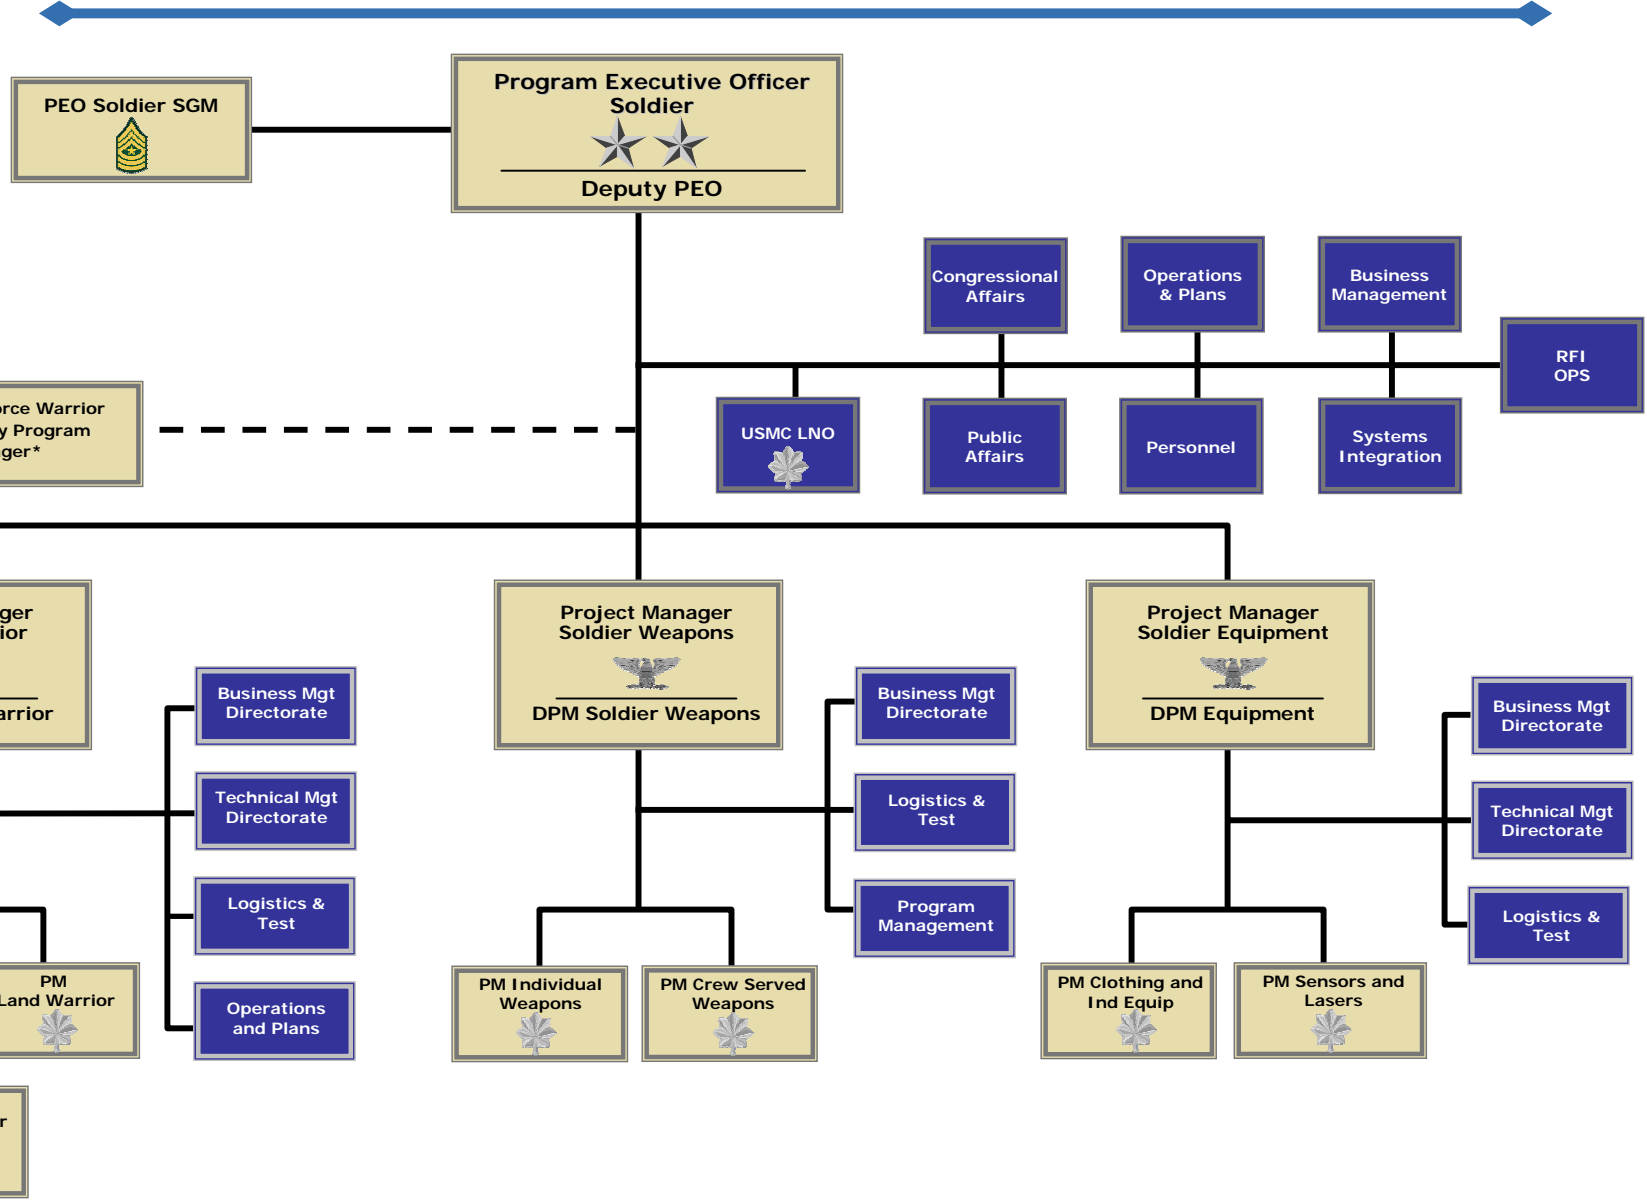 PEO Soldier SGM
Program Executive Officer
Soldier
Deputy PEO
Congressional
Affairs
Operations
& Plans
Business
Management
RFI
OPS
USMC LNO
Public
Affairs
Personnel
Systems
Integration
orce Warrior
y Program
ger*
ger
ior
arrior
Business Mgt
Directorate
Technical Mgt
Directorate
Logistics &
Test
Operations
and Plans
PM
Land Warrior
r
Project Manager
Soldier Weapons
DPM Soldier Weapons
Business Mgt
Directorate
Logistics &
Test
Program
Management
PM Individual
Weapons
PM Crew Served
Weapons
Project Manager
Soldier Equipment
DPM Equipment
Business Mgt
Directorate
Technical Mgt
Directorate
Logistics &
Test
PM Clothing and
Ind Equip
PM Sensors and
Lasers